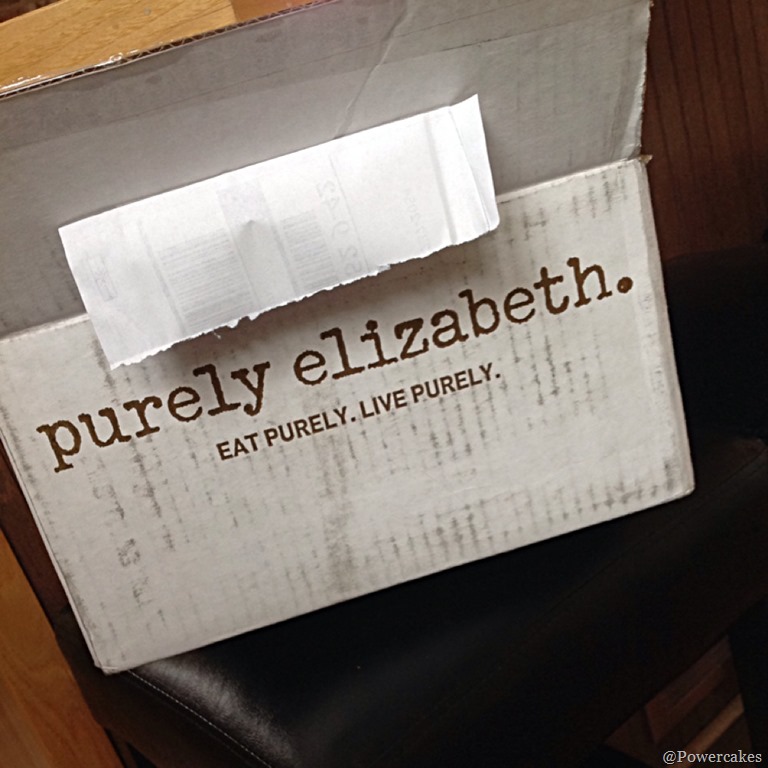 purely elizabeth.
EAT PURELY. LIVE PURELY.
@Powercakes